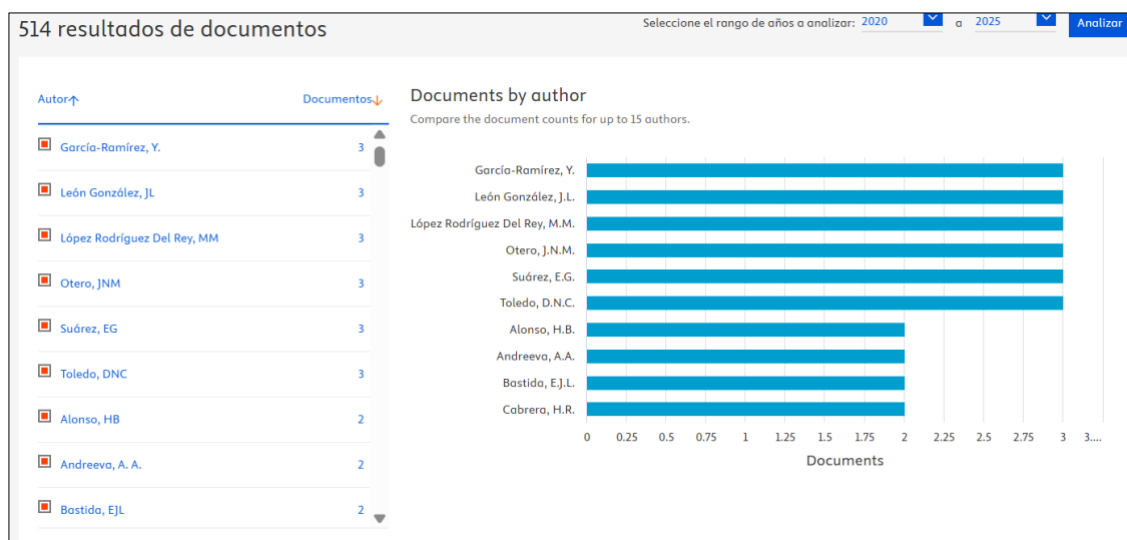 514 resultados de documentos
Seleccione el rango de años a analizar: 2020 a 2025 Analizar
Autor↑ Documentos↓
García-Ramírez, Y. 3
León González, JL 3
López Rodríguez Del Rey, MM 3
Otero, JNM 3
Suárez, EG 3
Toledo, DNC 3
Alonso, HB 2
Andreeva, A. A. 2
Bastida, EJL 2
Documents by author
Compare the document counts for up to 15 authors.
García-Ramírez, Y.
León González, J.L.
López Rodríguez Del Rey, M.M.
Otero, J.N.M.
Suárez, E.G.
Toledo, D.N.C.
Alonso, H.B.
Andreeva, A.A.
Bastida, E.J.L.
Cabrera, H.R.
0 0.25 0.5 0.75 1 1.25 1.5 1.75 2 2.25 2.5 2.75 3 3....
Documents